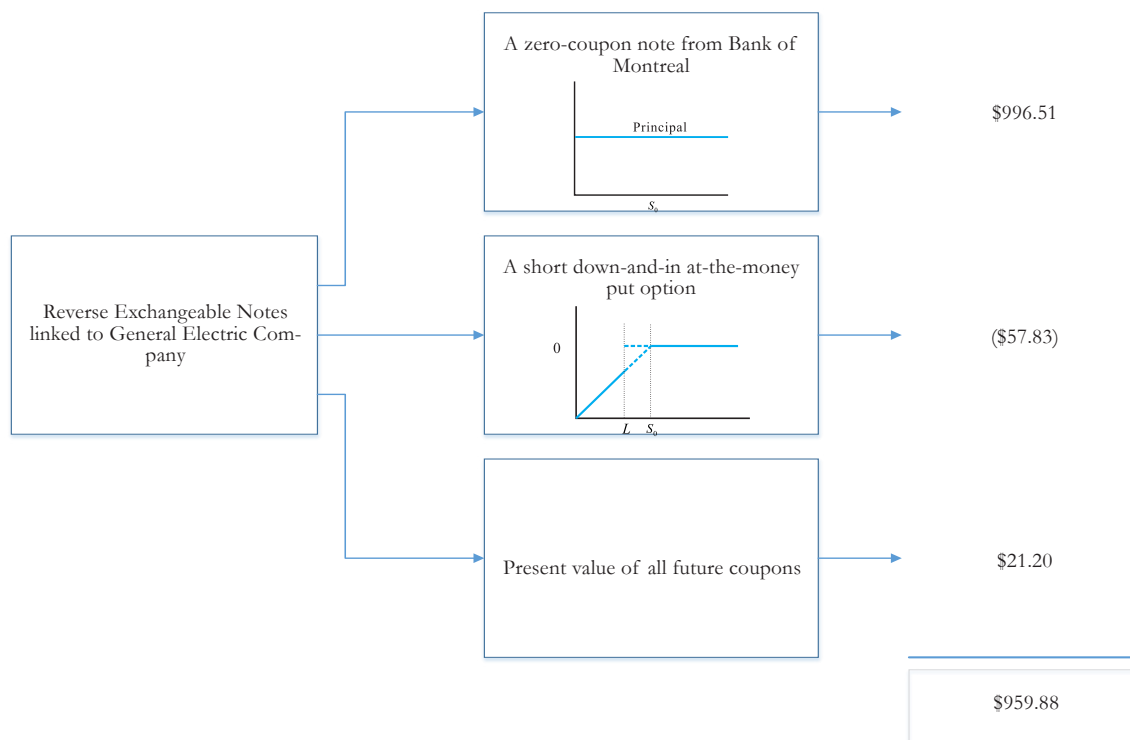 A zero-coupon note from Bank of
Montreal
Principal
S₀
$996.51
Reverse Exchangeable Notes
linked to General Electric Com-
pany
A short down-and-in at-the-money
put option
0
L S₀
($57.83)
Present value of all future coupons
$21.20
$959.88